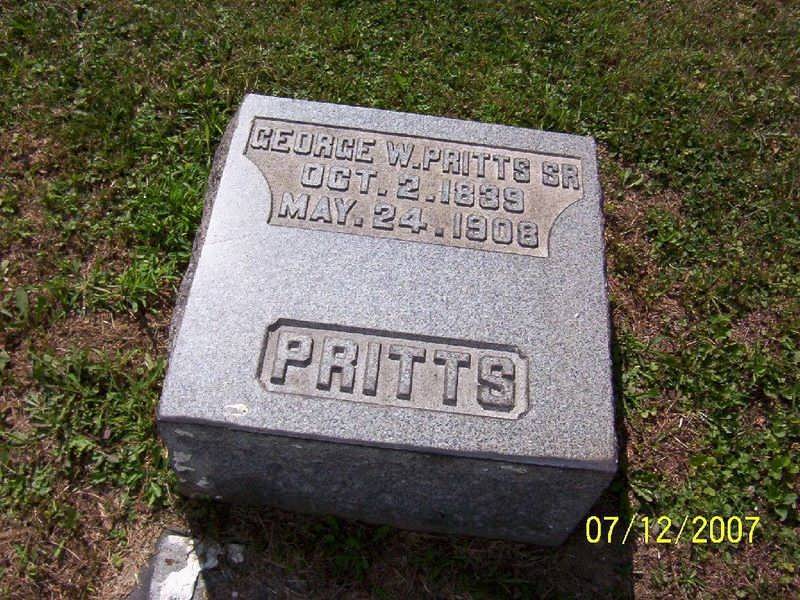 GEORGE W. PRITTS SR
OCT. 2. 1839
MAY. 24. 1908
PRITTS
07/12/2007